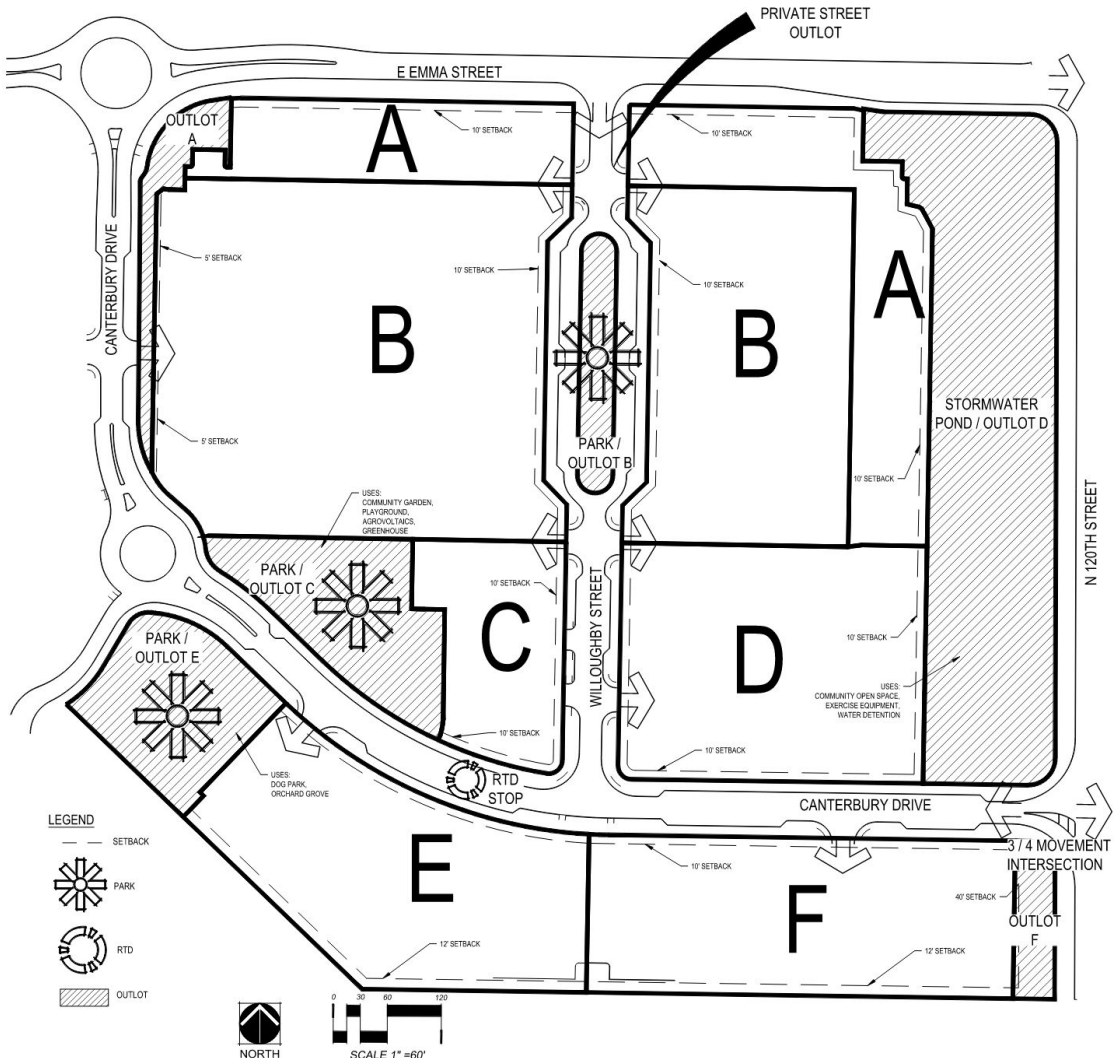 PRIVATE STREET
OUTLOT
E EMMA STREET
OUTLOT
A
A
10' SETBACK
10' SETBACK
CANTERBURY DRIVE
5' SETBACK
10' SETBACK
10' SETBACK
A
B
B
STORMWATER
POND / OUTLOT D
5' SETBACK
PARK /
OUTLOT B
10' SETBACK
USES:
COMMUNITY GARDEN,
PLAYGROUND,
AGROVOLTAICS,
GREENHOUSE
N 120TH STREET
PARK /
OUTLOT C
10' SETBACK
C
WILLOUGHBY STREET
D
10' SETBACK
PARK /
OUTLOT E
USES:
COMMUNITY OPEN SPACE,
EXERCISE EQUIPMENT,
WATER DETENTION
10' SETBACK
10' SETBACK
USES:
DOG PARK,
ORCHARD GROVE
RTD
STOP
CANTERBURY DRIVE
3 / 4 MOVEMENT
INTERSECTION
10' SETBACK
E
F
40' SETBACK
OUTLOT
F
12' SETBACK
12' SETBACK
LEGEND
SETBACK
PARK
RTD
OUTLOT
NORTH
0 30 60 120
SCALE 1" =60'